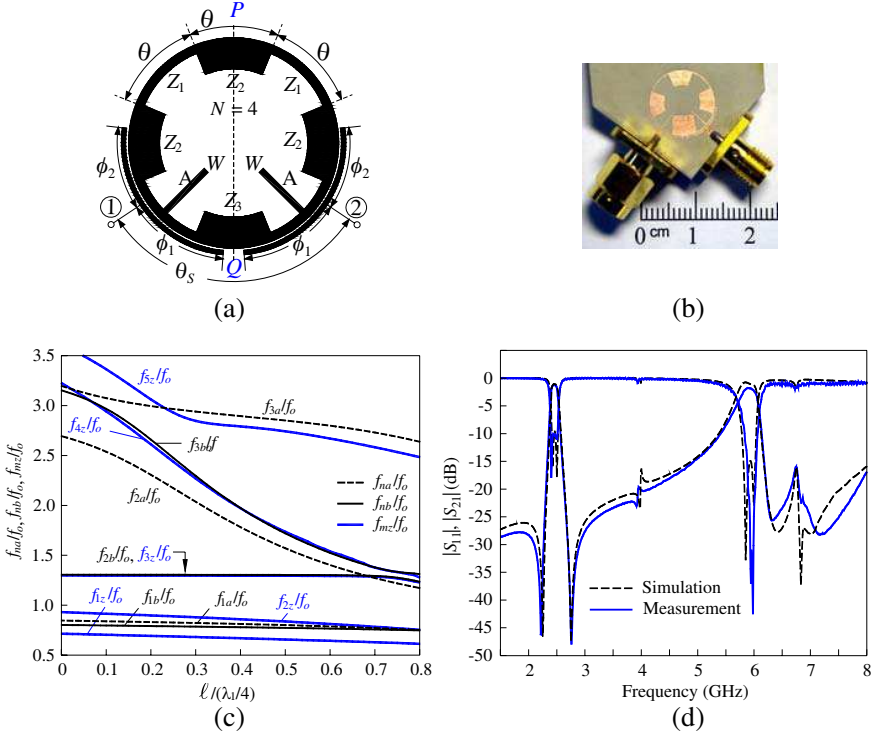 P
θ θ θ
Z1 Z2 Z1
N = 4
Z2 Z2
ϕ2 W W ϕ2
A A
1 Z3 2
ϕ1 ϕ1
θS Q
(a)
0 cm 1 2
(b)
3.5
3.0
2.5
2.0
1.5
1.0
0.5
fna/fo, fnb/fo, fmz/fo
f5z/fo
f3a/fo
f4z/fo
f3b/f
f2a/fo
fna/fo
fnb/fo
fmz/fo
f2b/fo, f3z/fo
f1z/fo f1b/fo f1a/fo f2z/fo
0 0.1 0.2 0.3 0.4 0.5 0.6 0.7 0.8
ℓ/(λ1/4)
(c)
0
-5
-10
-15
-20
-25
-30
-35
-40
-45
-50
|S11|, |S21| (dB)
Simulation
Measurement
2 3 4 5 6 7 8
Frequency (GHz)
(d)